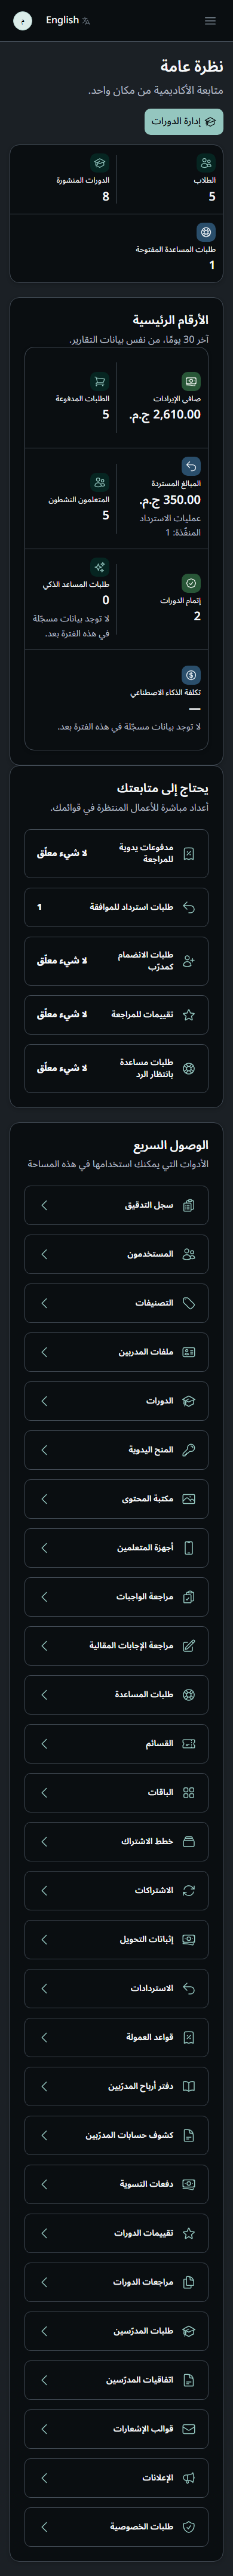 م
English
نظرة عامة
متابعة الأكاديمية من مكان واحد.
إدارة الدورات
الطلاب
5
الدورات المنشورة
8
طلبات المساعدة المفتوحة
1
الأرقام الرئيسية
آخر 30 يومًا، من نفس بيانات التقارير.
صافي الإيرادات
2,610.00 ج.م.
الطلبات المدفوعة
5
المبالغ المستردة
350.00 ج.م.
عمليات الاسترداد
المنفّذة: 1
المتعلمون النشطون
5
إتمام الدورات
2
طلبات المساعد الذكي
0
لا توجد بيانات مسجّلة
في هذه الفترة بعد.
تكلفة الذكاء الاصطناعي
—
لا توجد بيانات مسجّلة في هذه الفترة بعد.
يحتاج إلى متابعتك
أعداد مباشرة للأعمال المنتظرة في قوائمك.
مدفوعات يدوية
للمراجعة
لا شيء معلّق
طلبات استرداد للموافقة
1
طلبات الانضمام
كمدرّب
لا شيء معلّق
تقييمات للمراجعة
لا شيء معلّق
طلبات مساعدة
بانتظار الرد
لا شيء معلّق
الوصول السريع
الأدوات التي يمكنك استخدامها في هذه المساحة
سجل التدقيق
المستخدمون
التصنيفات
ملفات المدربين
الدورات
المنح اليدوية
مكتبة المحتوى
أجهزة المتعلمين
مراجعة الواجبات
مراجعة الإجابات المقالية
طلبات المساعدة
القسائم
الباقات
خطط الاشتراك
الاشتراكات
إثباتات التحويل
الاستردادات
قواعد العمولة
دفتر أرباح المدرّبين
كشوف حسابات المدرّبين
دفعات التسوية
تقييمات الدورات
مراجعات الدورات
طلبات المدرّسين
اتفاقيات المدرّسين
قوالب الإشعارات
الإعلانات
طلبات الخصوصية